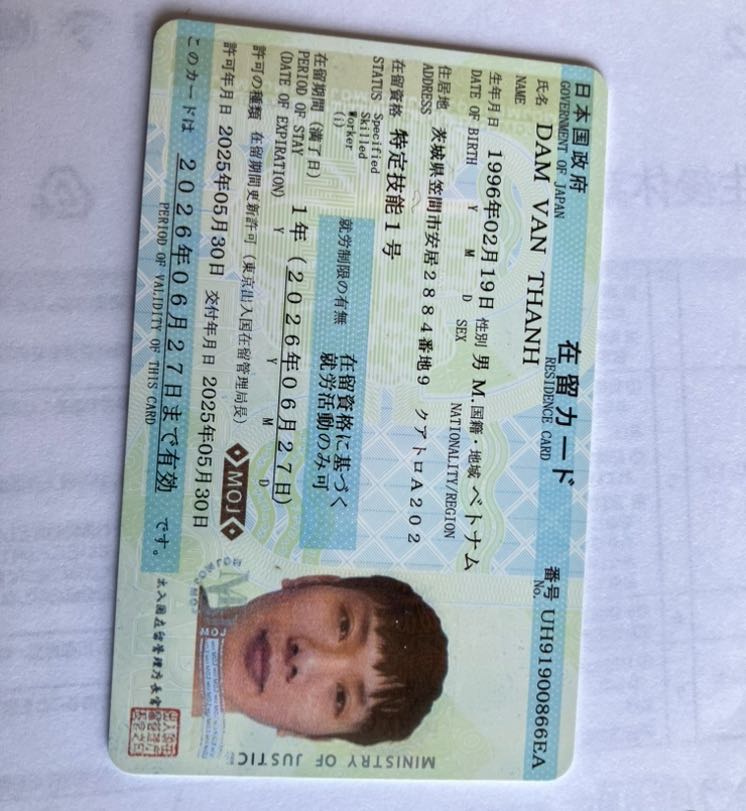 日本国政府 在留カード 番号 UH91900866EA
GOVERNMENT OF JAPAN RESIDENCE CARD No.
氏名 DAM VAN THANH
NAME
生年月日 1996年02月19日 性別 男 M. 国籍・地域 ベトナム
DATE OF BIRTH Y M D SEX NATIONALITY/REGION
住居地 茨城県笠間市安居2884番地9 クアトロA202
ADDRESS
在留資格 特定技能1号
STATUS Specified
Skilled
Worker
(i)
就労制限の有無 在留資格に基づく
就労活動のみ可
在留期間(満了日) 1年(2026年06月27日)
PERIOD OF STAY
(DATE OF EXPIRATION) Y Y M D
許可の種類 在留期間更新許可(東京出入国在留管理局長)
MOJ
許可年月日 2025年05月30日 交付年月日 2025年05月30日
このカードは 2026年06月27日まで有効 です。
PERIOD OF VALIDITY OF THIS CARD
MINISTRY OF JUSTICE
MOJ